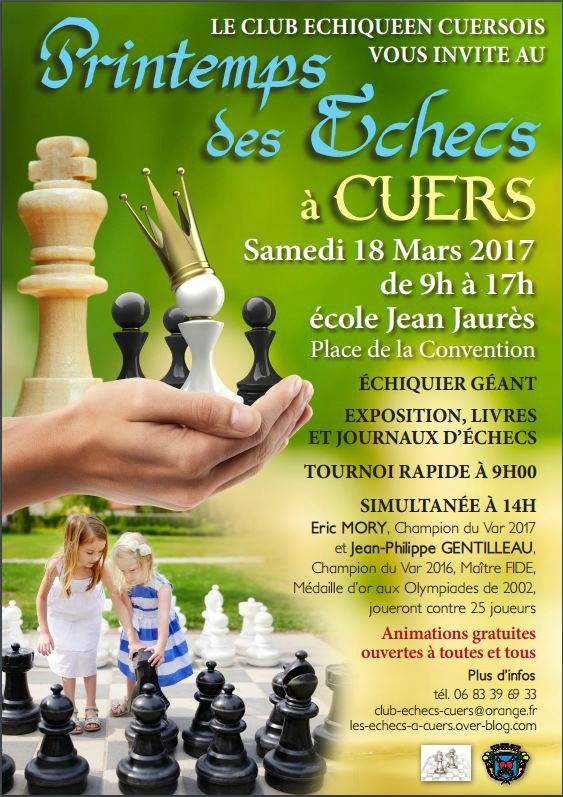 LE CLUB ECHIQUEEN CUERSOIS
VOUS INVITE AU
Printemps
des Echecs
à CUERS
Samedi 18 Mars 2017
de 9h à 17h
école Jean Jaurès
Place de la Convention
ÉCHIQUIER GÉANT
EXPOSITION, LIVRES
ET JOURNAUX D'ÉCHECS
TOURNOI RAPIDE À 9H00
SIMULTANÉE À 14H
Eric MORY, Champion du Var 2017
et Jean-Philippe GENTILLEAU,
Champion du Var 2016, Maître FIDE,
Médaille d'or aux Olympiades de 2002,
joueront contre 25 joueurs
Animations gratuites
ouvertes à toutes et tous
Plus d'infos
tél. 06 83 39 69 33
club-echecs-cuers@orange.fr
les-echecs-a-cuers.over-blog.com